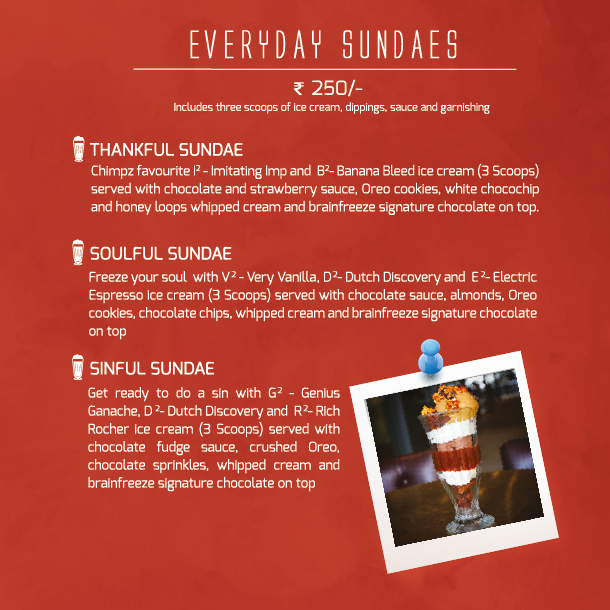 EVERYDAY SUNDAES
₹ 250/-
Includes three scoops of ice cream, dippings, sauce and garnishing
THANKFUL SUNDAE
Chimpz favourite I² - Imitating Imp and B²- Banana Bleed ice cream (3 Scoops)
served with chocolate and strawberry sauce, Oreo cookies, white chocochip
and honey loops whipped cream and brainfreeze signature chocolate on top.
SOULFUL SUNDAE
Freeze your soul with V² - Very Vanilla, D²- Dutch Discovery and E²- Electric
Espresso ice cream (3 Scoops) served with chocolate sauce, almonds, Oreo
cookies, chocolate chips, whipped cream and brainfreeze signature chocolate
on top
SINFUL SUNDAE
Get ready to do a sin with G² - Genius
Ganache, D²- Dutch Discovery and R²- Rich
Rocher ice cream (3 Scoops) served with
chocolate fudge sauce, crushed Oreo,
chocolate sprinkles, whipped cream and
brainfreeze signature chocolate on top